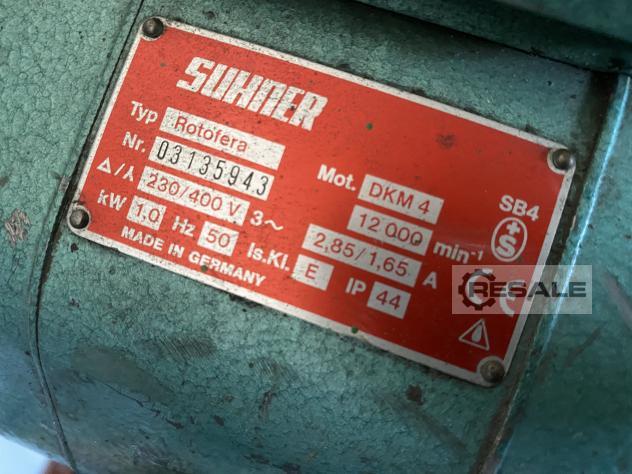 SUHNER
Typ Rotofera
Nr. 03135943 Mot. DKM 4 SB4
Δ/⅄ 230/400 V 3~ 12 000 min⁻¹ +S
kW 1,0 Hz 50 Is.Kl. E 2,85/1,65 A
MADE IN GERMANY IP 44
RESALE